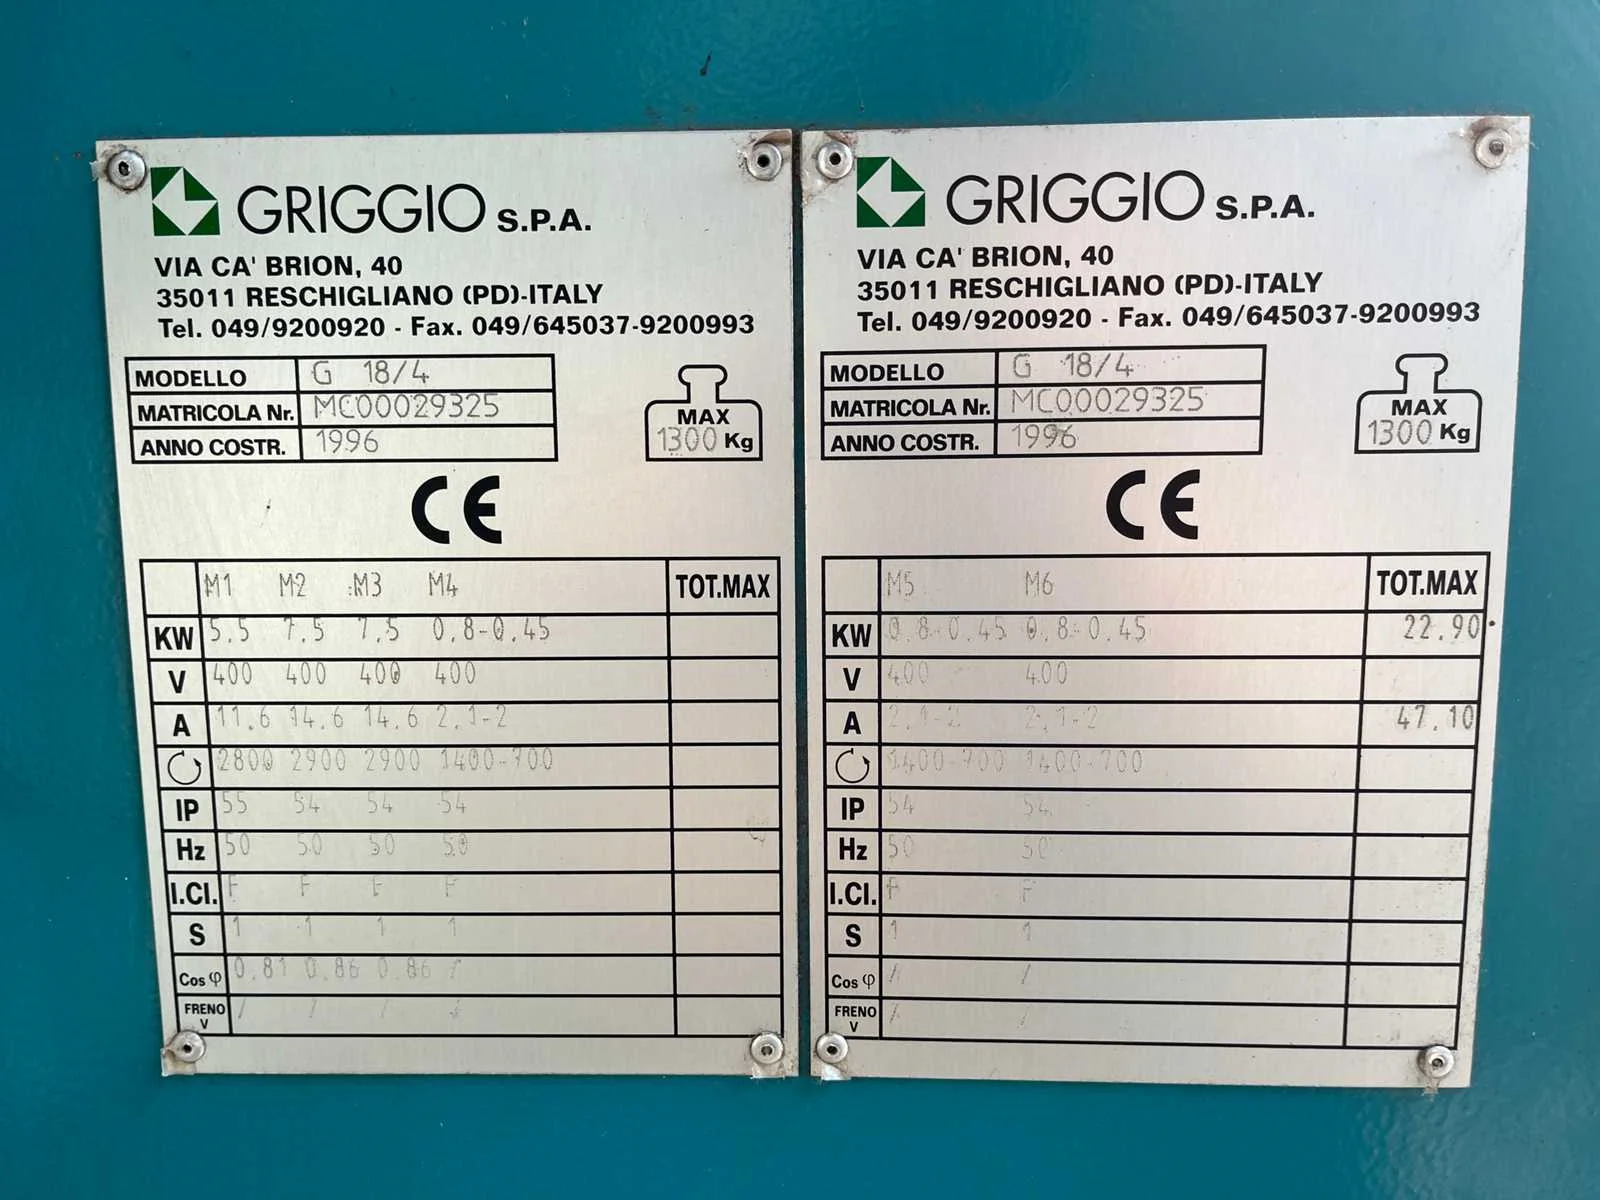 GRIGGIO S.P.A.
VIA CA' BRION, 40
35011 RESCHIGLIANO (PD)-ITALY
Tel. 049/9200920 - Fax. 049/645037-9200993
MODELLO G 18/4
MATRICOLA Nr. MC00029325
ANNO COSTR. 1996
MAX
1300 Kg
CE
M1 M2 M3 M4 TOT.MAX
KW 5.5 7.5 7.5 0,8-0,45
V 400 400 400 400
A 11.6 14.6 14.6 2,1-2
2800 2900 2900 1400-700
IP 55 54 54 54
Hz 50 50 50 50
I.Cl. F F F F
S 1 1 1 1
Cos φ 0.81 0.86 0.86 /
FRENO V / / / /
GRIGGIO S.P.A.
VIA CA' BRION, 40
35011 RESCHIGLIANO (PD)-ITALY
Tel. 049/9200920 - Fax. 049/645037-9200993
MODELLO G 18/4
MATRICOLA Nr. MC00029325
ANNO COSTR. 1996
MAX
1300 Kg
CE
M5 M6 TOT.MAX
KW 0,8-0,45 0,8-0,45 22.90
V 400 400
A 2,1-2 2,1-2 47.10
1400-700 1400-700
IP 54 54
Hz 50 50
I.Cl. F F
S 1 1
Cos φ / /
FRENO V / /